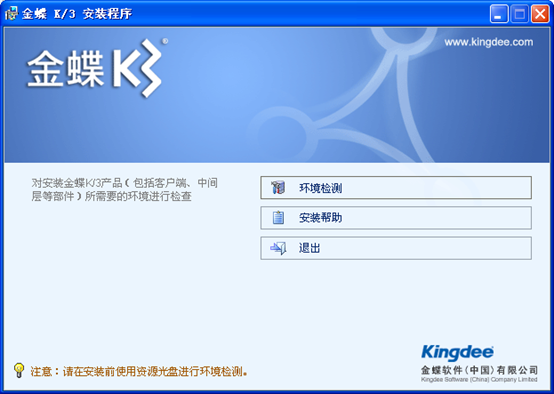 金蝶 K/3 安装程序
www.kingdee.com
金蝶K3®
对安装金蝶K/3产品(包括客户端、中间
层等部件)所需要的环境进行检查
环境检测
安装帮助
退出
注意:请在安装前使用资源光盘进行环境检测。
Kingdee®
金蝶软件(中国)有限公司
Kingdee Software (China) Company Limited